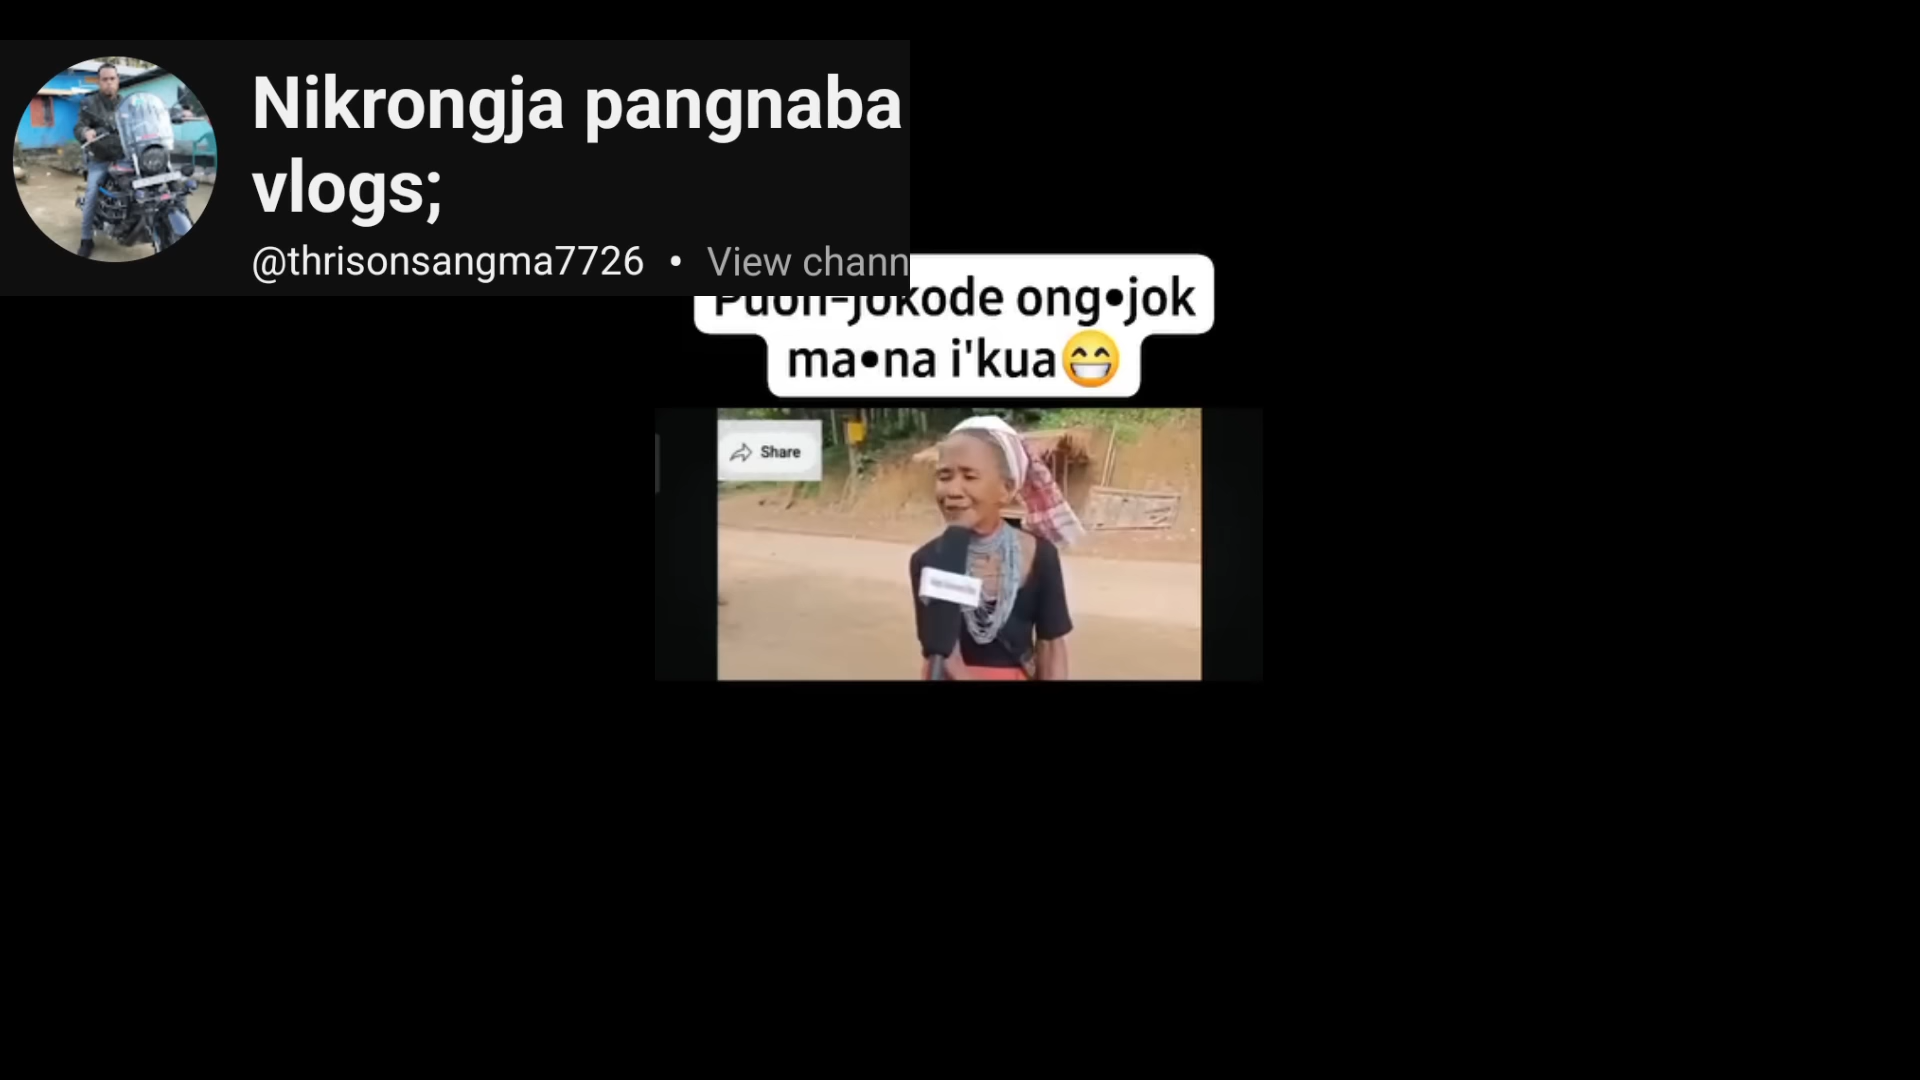 Nikrongja pangnaba
vlogs;
@thrisonsangma7726 • View chann
ong•jok
ma•na i'kua😁
Share